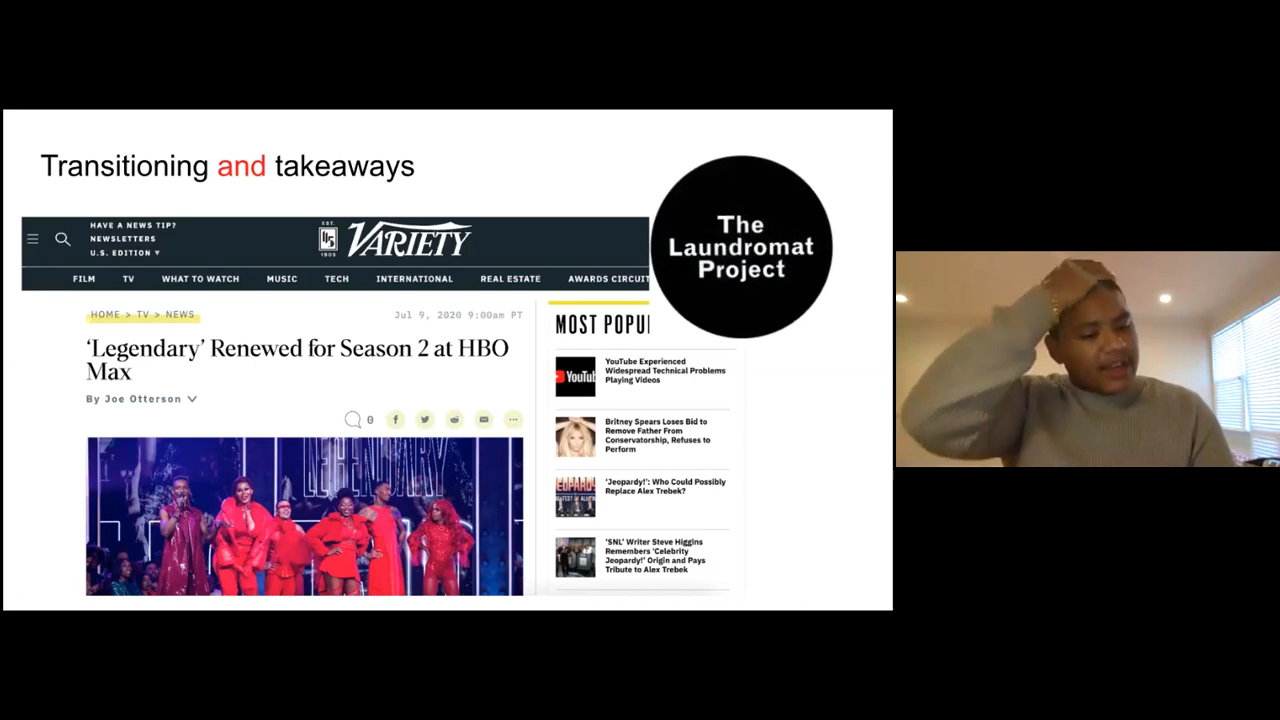 Transitioning and takeaways
HAVE A NEWS TIP?
NEWSLETTERS
U.S. EDITION
EST.
1905
VARIETY
FILM TV WHAT TO WATCH MUSIC TECH INTERNATIONAL REAL ESTATE AWARDS CIRCUIT
The
Laundromat
Project
HOME > TV > NEWS
Jul 9, 2020 9:00am PT
‘Legendary’ Renewed for Season 2 at HBO
Max
By Joe Otterson
0
LEGENDARY
MOST POPU
YouTub
YouTube Experienced
Widespread Technical Problems
Playing Videos
Britney Spears Loses Bid to
Remove Father From
Conservatorship, Refuses to
Perform
‘Jeopardy!’: Who Could Possibly
Replace Alex Trebek?
‘SNL’ Writer Steve Higgins
Remembers ‘Celebrity
Jeopardy!’ Origin and Pays
Tribute to Alex Trebek